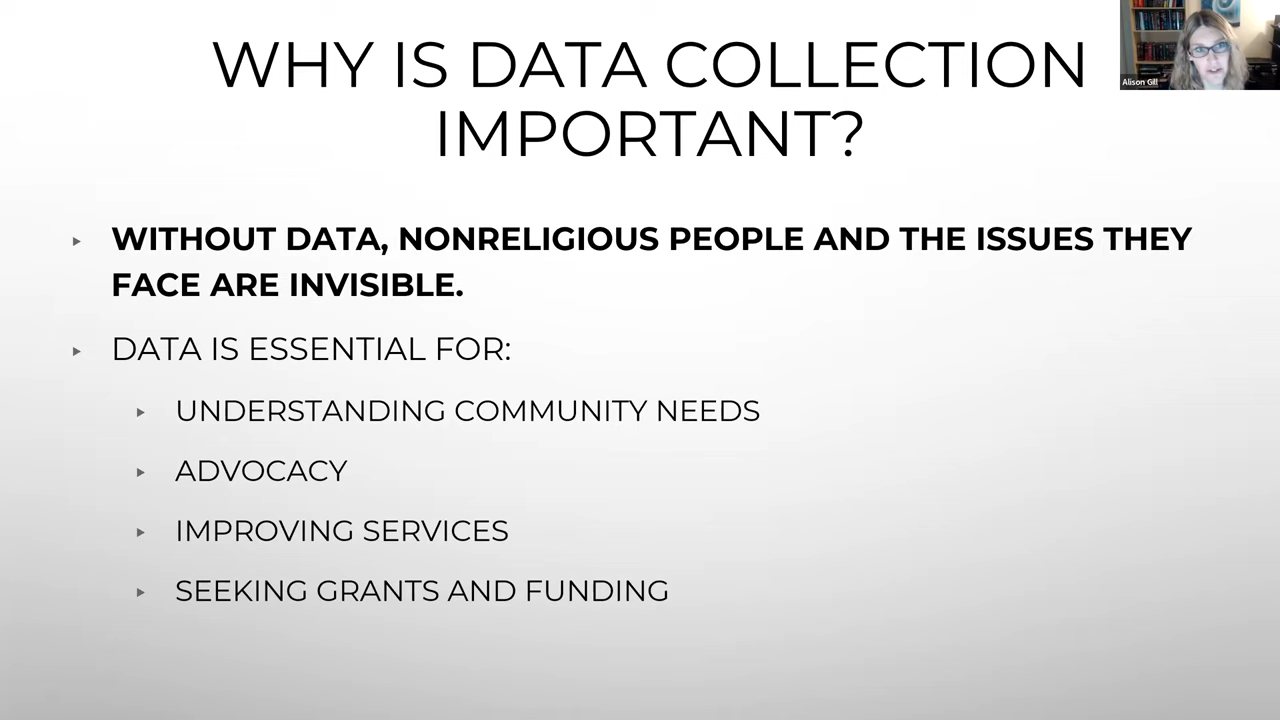 WHY IS DATA COLLECTION
IMPORTANT?
Alison Gill
WITHOUT DATA, NONRELIGIOUS PEOPLE AND THE ISSUES THEY
FACE ARE INVISIBLE.
DATA IS ESSENTIAL FOR:
UNDERSTANDING COMMUNITY NEEDS
ADVOCACY
IMPROVING SERVICES
SEEKING GRANTS AND FUNDING